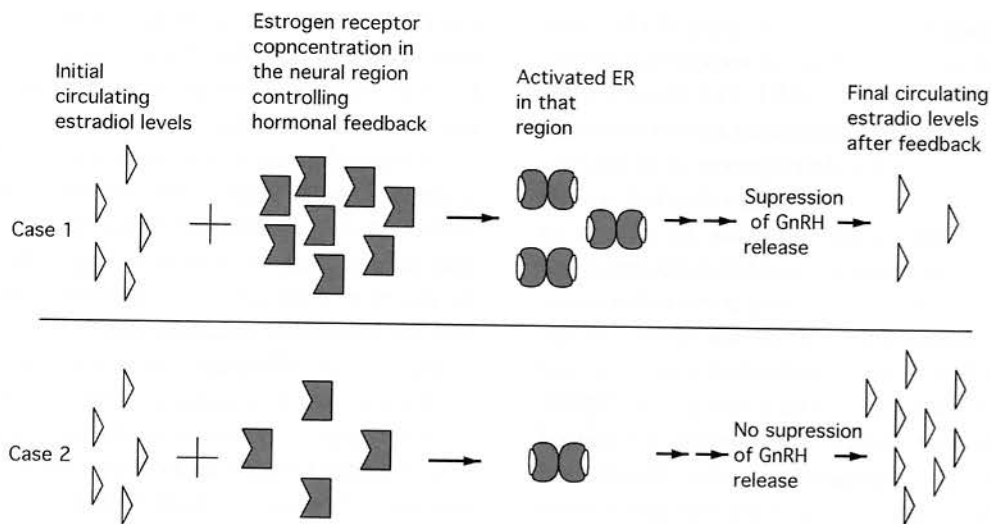 Initial
circulating
estradiol levels
Estrogen receptor
copncentration in
the neural region
controlling
hormonal feedback
Activated ER
in that
region
Final circulating
estradio levels
after feedback
Case 1
Supression
of GnRH
release
Case 2
No supression
of GnRH
release